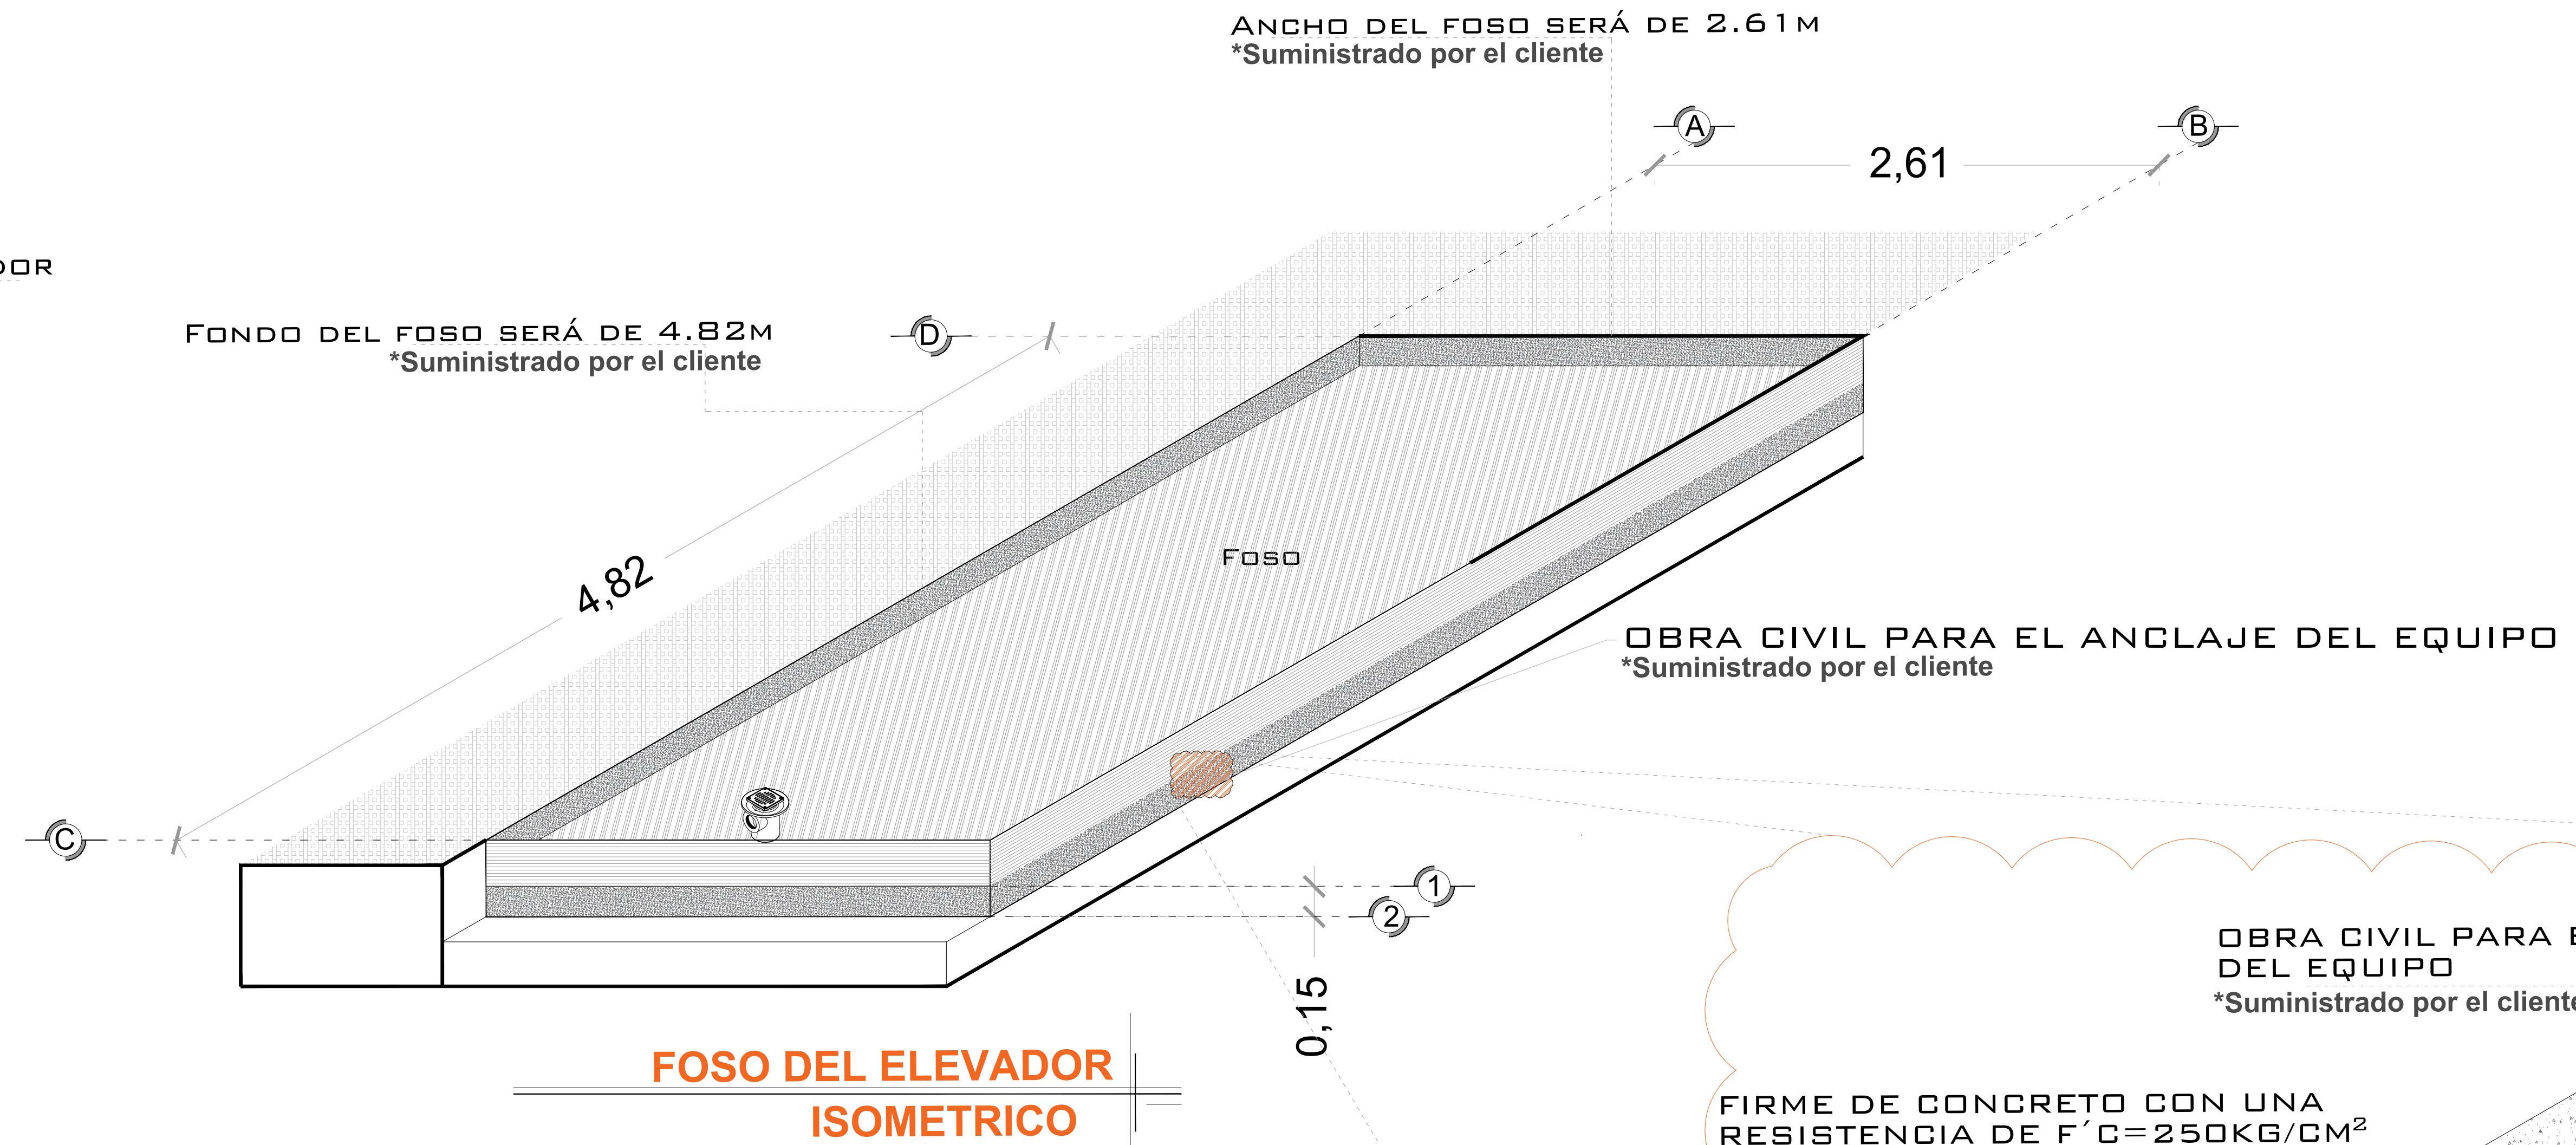 ANCHO DEL FOSO SERÁ DE 2.61M
*Suministrado por el cliente
A
B
2,61
FONDO DEL FOSO SERÁ DE 4.82M
*Suministrado por el cliente
D
4,82
FOSO
OBRA CIVIL PARA EL ANCLAJE DEL EQUIPO
*Suministrado por el cliente
C
1
2
0,15
OBRA CIVIL PARA
DEL EQUIPO
*Suministrado por el cliente
FOSO DEL ELEVADOR
ISOMETRICO
FIRME DE CONCRETO CON UNA
RESISTENCIA DE F´C=250KG/CM²